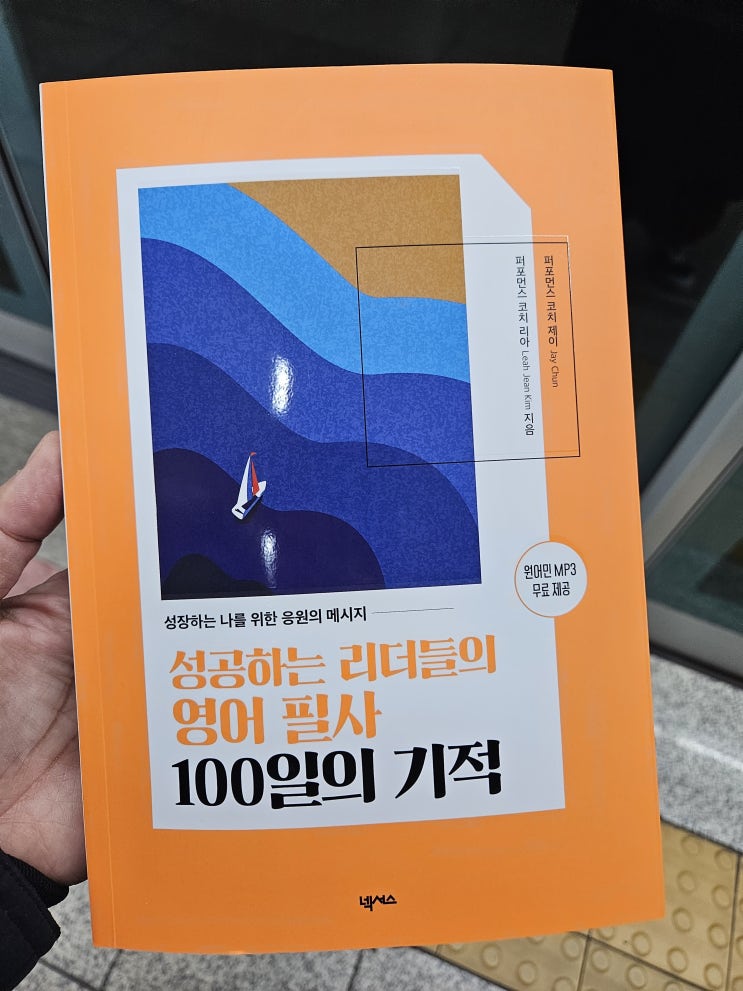 퍼포먼스 코치 제이 Jay Chun
퍼포먼스 코치 리아 Leah Jean Kim 지음
원어민 MP3
무료 제공
성장하는 나를 위한 응원의 메시지
성공하는 리더들의
영어 필사
100일의 기적
넥서스